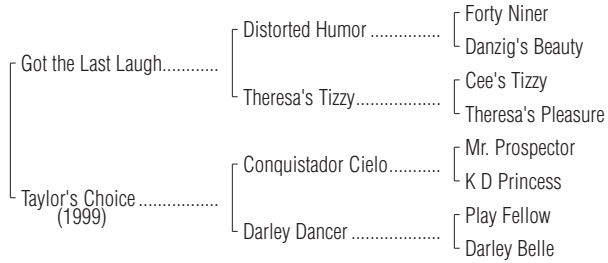 Forty Niner
Distorted Humor ...............
Danzig's Beauty
Got the Last Laugh............
Cee's Tizzy
Theresa's Tizzy..................
Theresa's Pleasure
Mr. Prospector
Conquistador Cielo...........
K D Princess
Taylor's Choice .................
(1999)
Play Fellow
Darley Dancer ...................
Darley Belle